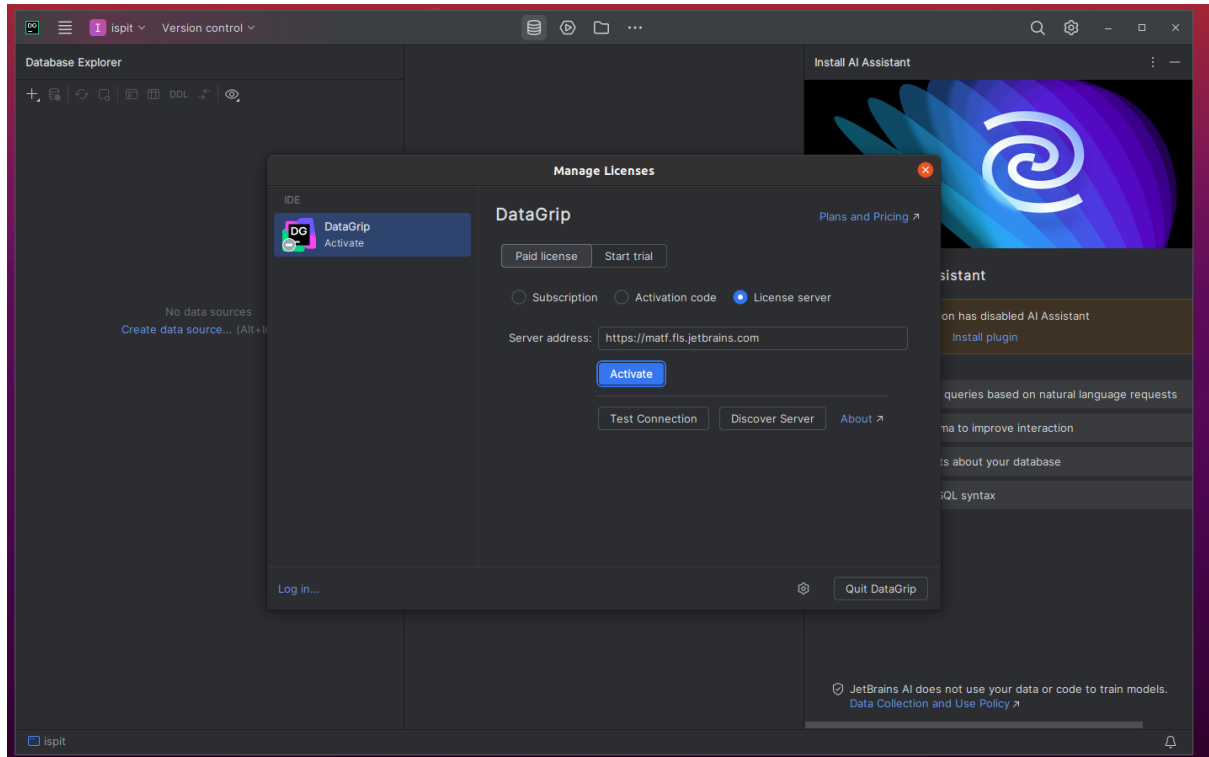 DG
I ispit Version control
Database Explorer
DDL
No data sources
Create data source... (Alt+In
Install AI Assistant
sistant
on has disabled AI Assistant
Install plugin
queries based on natural language requests
ma to improve interaction
ts about your database
SQL syntax
JetBrains AI does not use your data or code to train models.
Data Collection and Use Policy
Manage Licenses
IDE
DG
DataGrip
Activate
DataGrip Plans and Pricing
Paid license Start trial
Subscription Activation code License server
Server address: https://matf.fls.jetbrains.com
Activate
Test Connection Discover Server About
Log in... Quit DataGrip
ispit